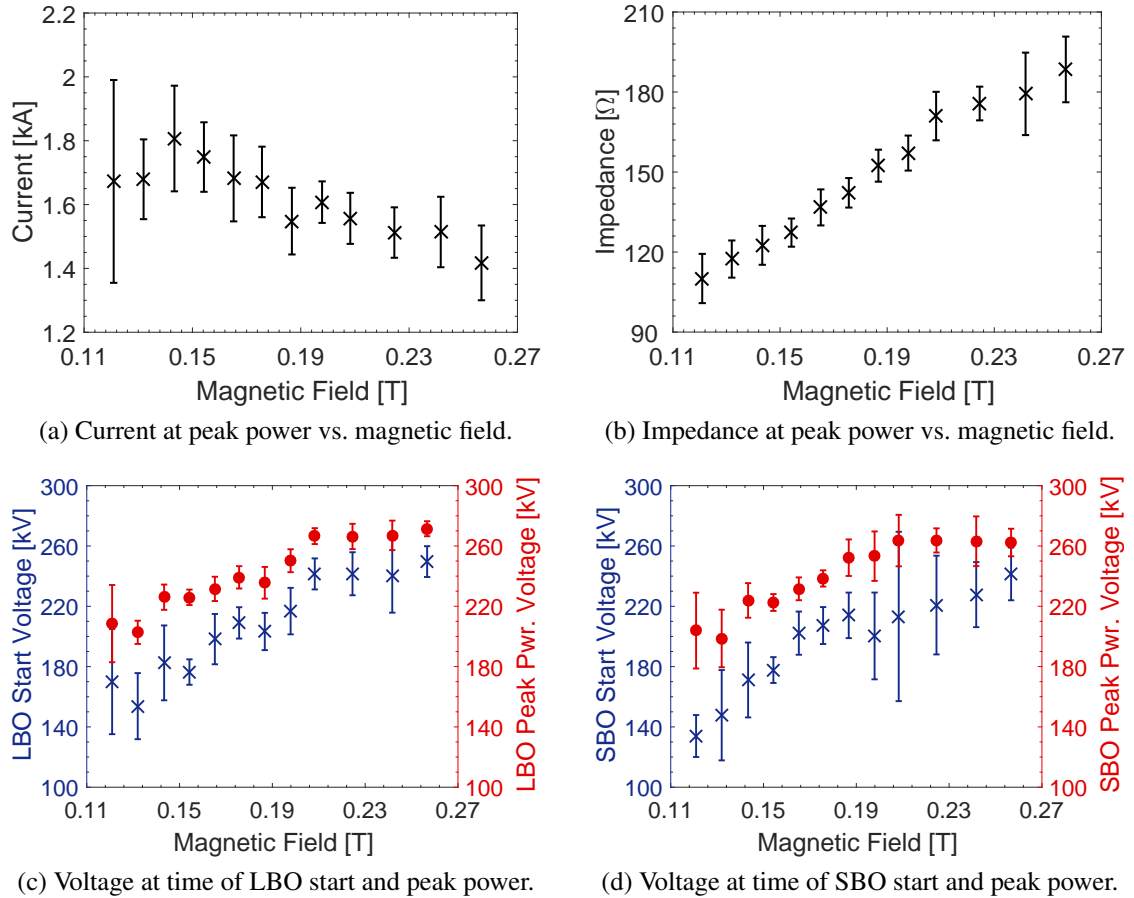 2.2
2
1.8
1.6
1.4
1.2
Current [kA]
0.11 0.15 0.19 0.23 0.27
Magnetic Field [T]
(a) Current at peak power vs. magnetic field.
210
180
150
120
90
Impedance [Ω]
0.11 0.15 0.19 0.23 0.27
Magnetic Field [T]
(b) Impedance at peak power vs. magnetic field.
300
260
220
180
140
100
LBO Start Voltage [kV]
300
260
220
180
140
100
LBO Peak Pwr. Voltage [kV]
0.11 0.15 0.19 0.23 0.27
Magnetic Field [T]
(c) Voltage at time of LBO start and peak power.
300
260
220
180
140
100
SBO Start Voltage [kV]
300
260
220
180
140
100
SBO Peak Pwr. Voltage [kV]
0.11 0.15 0.19 0.23 0.27
Magnetic Field [T]
(d) Voltage at time of SBO start and peak power.